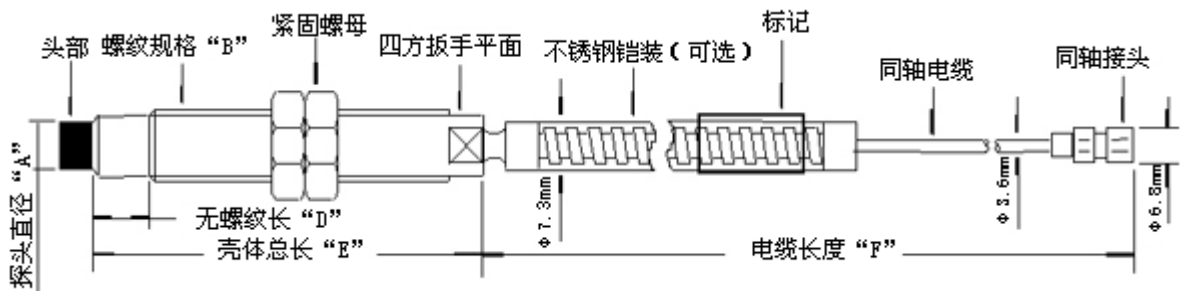 头部
螺纹规格“B”
紧固螺母
四方扳手平面
不锈钢铠装(可选)
标记
同轴电缆
同轴接头
探头直径“A”
无螺纹长“D”
壳体总长“E”
Φ7.3mm
电缆长度“F”
Φ3.6mm
Φ6.8mm